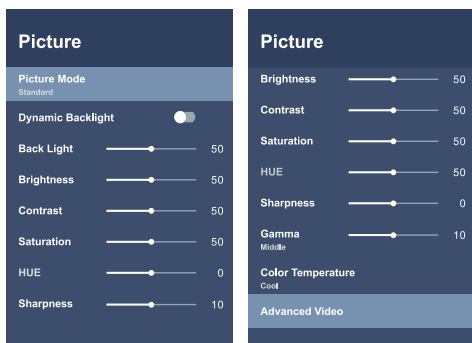 Picture
Picture Mode
Standard
Dynamic Backlight
Back Light 50
Brightness 50
Contrast 50
Saturation 50
HUE 0
Sharpness 10
Picture
Brightness 50
Contrast 50
Saturation 50
HUE 50
Sharpness 0
Gamma 10
Middle
Color Temperature
Cool
Advanced Video